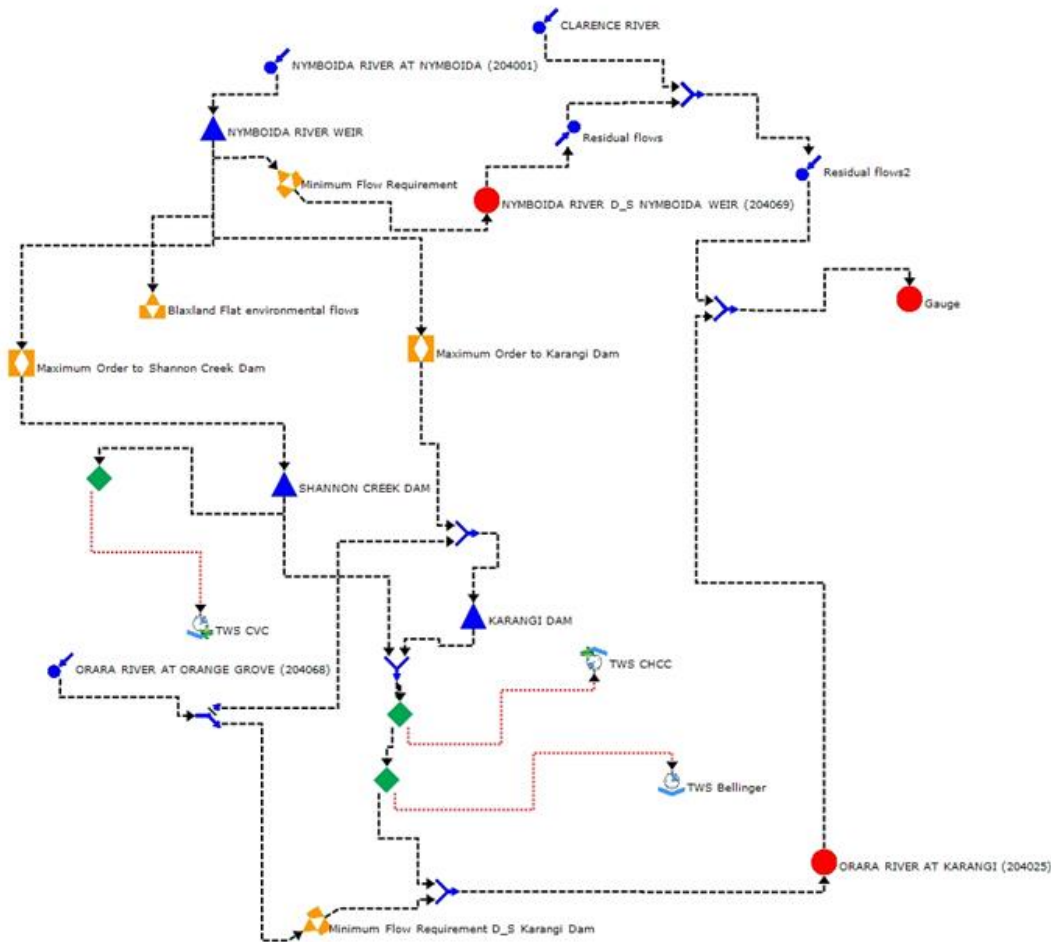 CLARENCE RIVER
NYMBOIDA RIVER AT NYMBOIDA (204001)
NYMBOIDA RIVER WEIR
Residual flows
Residual flows2
Minimum Flow Requirement
NYMBOIDA RIVER D_S NYMBOIDA WEIR (204069)
Blaxland Flat environmental flows
Gauge
Maximum Order to Shannon Creek Dam
Maximum Order to Karangi Dam
SHANNON CREEK DAM
KARANGI DAM
TWS CVC
TWS CHCC
ORARA RIVER AT ORANGE GROVE (204068)
TWS Bellinger
ORARA RIVER AT KARANGI (204025)
Minimum Flow Requirement D_S Karangi Dam